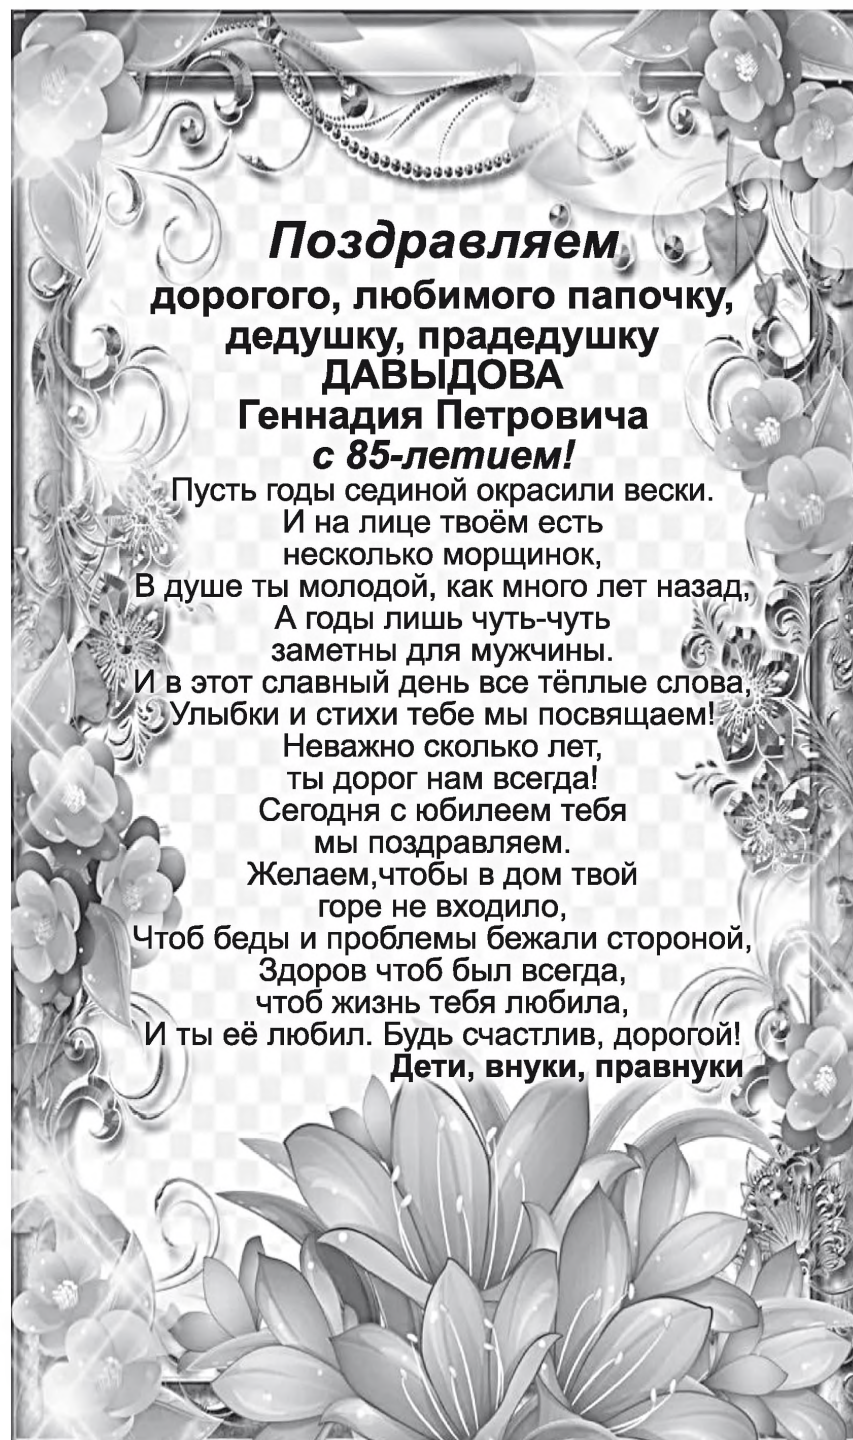 Поздравляем
дорогого, любимого папочку,
дедушку, прадедушку
ДАВЫДОВА
Геннадия Петровича
с 85-летием!
Пусть годы сединой окрасили вески.
И на лице твоём есть
несколько морщинок,
В душе ты молодой, как много лет назад,
А годы лишь чуть-чуть
заметны для мужчины.
И в этот славный день все тёплые слова,
Улыбки и стихи тебе мы посвящаем!
Неважно сколько лет,
ты дорог нам всегда!
Сегодня с юбилеем тебя
мы поздравляем.
Желаем,чтобы в дом твой
горе не входило,
Чтоб беды и проблемы бежали стороной,
Здоров чтоб был всегда,
чтоб жизнь тебя любила,
И ты её любил. Будь счастлив, дорогой!
Дети, внуки, правнуки